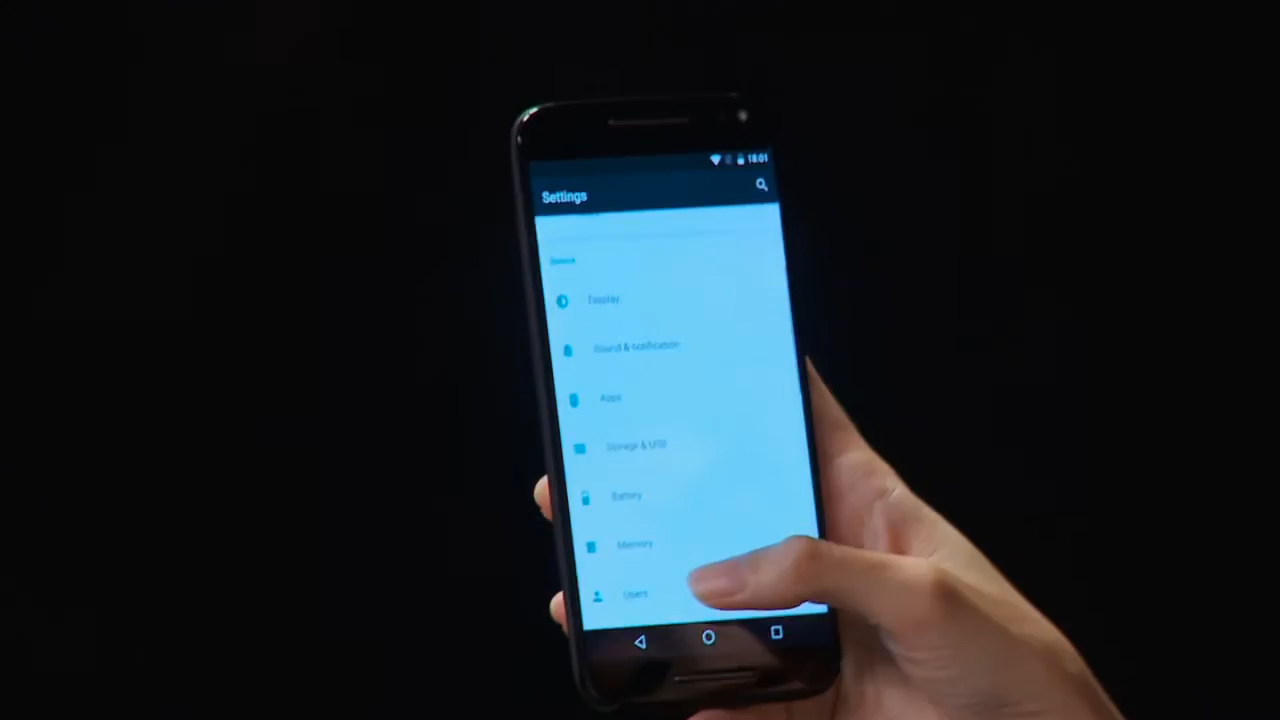 18:01
Settings
Device
Display
Sound & notification
Apps
Storage & USB
Battery
Memory
Users